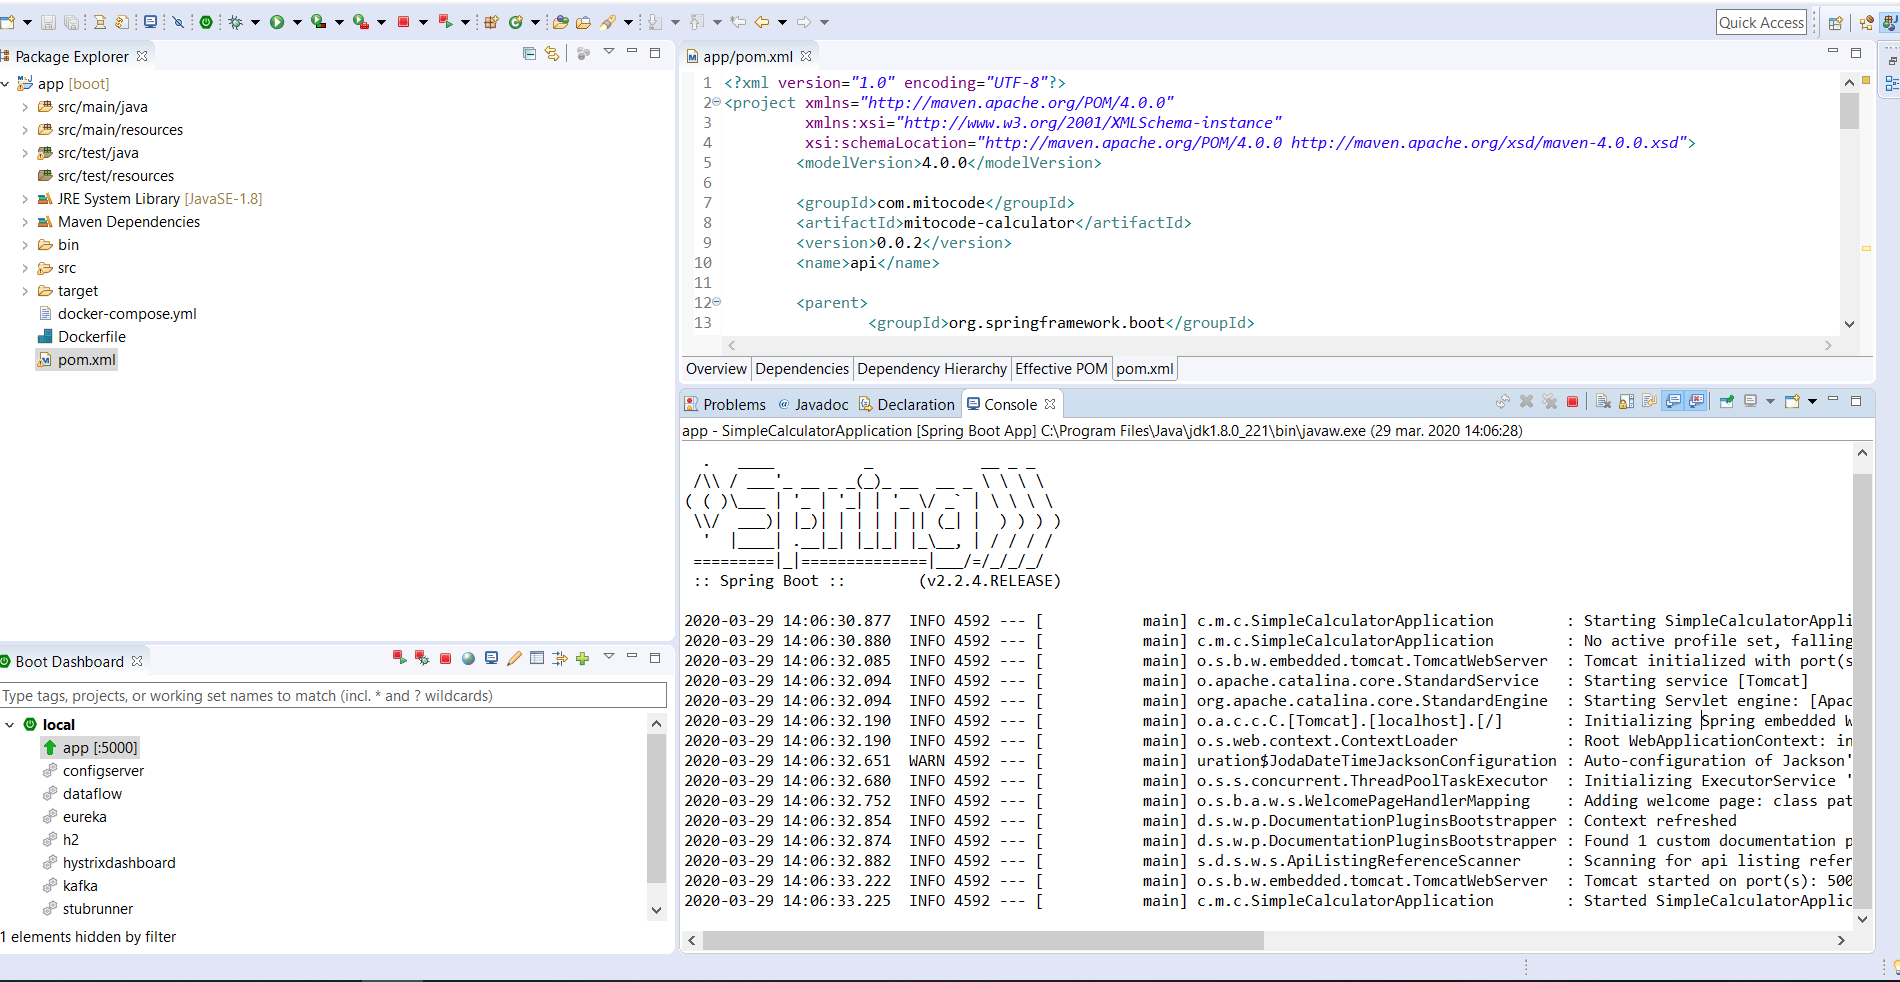 Quick Access
Package Explorer
app [boot]
src/main/java
src/main/resources
src/test/java
src/test/resources
JRE System Library [JavaSE-1.8]
Maven Dependencies
bin
src
target
docker-compose.yml
Dockerfile
pom.xml
app/pom.xml
1 <?xml version="1.0" encoding="UTF-8"?>
2 <project xmlns="http://maven.apache.org/POM/4.0.0"
3 xmlns:xsi="http://www.w3.org/2001/XMLSchema-instance"
4 xsi:schemaLocation="http://maven.apache.org/POM/4.0.0 http://maven.apache.org/xsd/maven-4.0.0.xsd">
5 <modelVersion>4.0.0</modelVersion>
6
7 <groupId>com.mitocode</groupId>
8 <artifactId>mitocode-calculator</artifactId>
9 <version>0.0.2</version>
10 <name>api</name>
11
12 <parent>
13 <groupId>org.springframework.boot</groupId>
Overview Dependencies Dependency Hierarchy Effective POM pom.xml
Problems @ Javadoc Declaration Console
app - SimpleCalculatorApplication [Spring Boot App] C:\Program Files\Java\jdk1.8.0_221\bin\javaw.exe (29 mar. 2020 14:06:28)
  .   ____          _            __ _ _
 /\\ / ___'_ __ _ _(_)_ __  __ _ \ \ \ \
( ( )\___ | '_ | '_| | '_ \/ _` | \ \ \ \
 \\/  ___)| |_)| | | | | || (_| |  ) ) ) )
  '  |____| .__|_| |_|_| |_\__, | / / / /
 =========|_|==============|___/=/_/_/_/
 :: Spring Boot ::        (v2.2.4.RELEASE)
2020-03-29 14:06:30.877  INFO 4592 --- [           main] c.m.c.SimpleCalculatorApplication        : Starting SimpleCalculatorAppli
2020-03-29 14:06:30.880  INFO 4592 --- [           main] c.m.c.SimpleCalculatorApplication        : No active profile set, falling
2020-03-29 14:06:32.085  INFO 4592 --- [           main] o.s.b.w.embedded.tomcat.TomcatWebServer  : Tomcat initialized with port(s
2020-03-29 14:06:32.094  INFO 4592 --- [           main] o.apache.catalina.core.StandardService   : Starting service [Tomcat]
2020-03-29 14:06:32.094  INFO 4592 --- [           main] org.apache.catalina.core.StandardEngine  : Starting Servlet engine: [Apac
2020-03-29 14:06:32.190  INFO 4592 --- [           main] o.a.c.c.C.[Tomcat].[localhost].[/]       : Initializing Spring embedded W
2020-03-29 14:06:32.190  INFO 4592 --- [           main] o.s.web.context.ContextLoader            : Root WebApplicationContext: in
2020-03-29 14:06:32.651  WARN 4592 --- [           main] uration$JodaDateTimeJacksonConfiguration : Auto-configuration of Jackson'
2020-03-29 14:06:32.680  INFO 4592 --- [           main] o.s.s.concurrent.ThreadPoolTaskExecutor  : Initializing ExecutorService '
2020-03-29 14:06:32.752  INFO 4592 --- [           main] o.s.b.a.w.s.WelcomePageHandlerMapping    : Adding welcome page: class pat
2020-03-29 14:06:32.854  INFO 4592 --- [           main] d.s.w.p.DocumentationPluginsBootstrapper : Context refreshed
2020-03-29 14:06:32.874  INFO 4592 --- [           main] d.s.w.p.DocumentationPluginsBootstrapper : Found 1 custom documentation p
2020-03-29 14:06:32.882  INFO 4592 --- [           main] s.d.s.w.s.ApiListingReferenceScanner     : Scanning for api listing refer
2020-03-29 14:06:33.222  INFO 4592 --- [           main] o.s.b.w.embedded.tomcat.TomcatWebServer  : Tomcat started on port(s): 500
2020-03-29 14:06:33.225  INFO 4592 --- [           main] c.m.c.SimpleCalculatorApplication        : Started SimpleCalculatorApplic
Boot Dashboard
Type tags, projects, or working set names to match (incl. * and ? wildcards)
local
app [:5000]
configserver
dataflow
eureka
h2
hystrixdashboard
kafka
stubrunner
1 elements hidden by filter